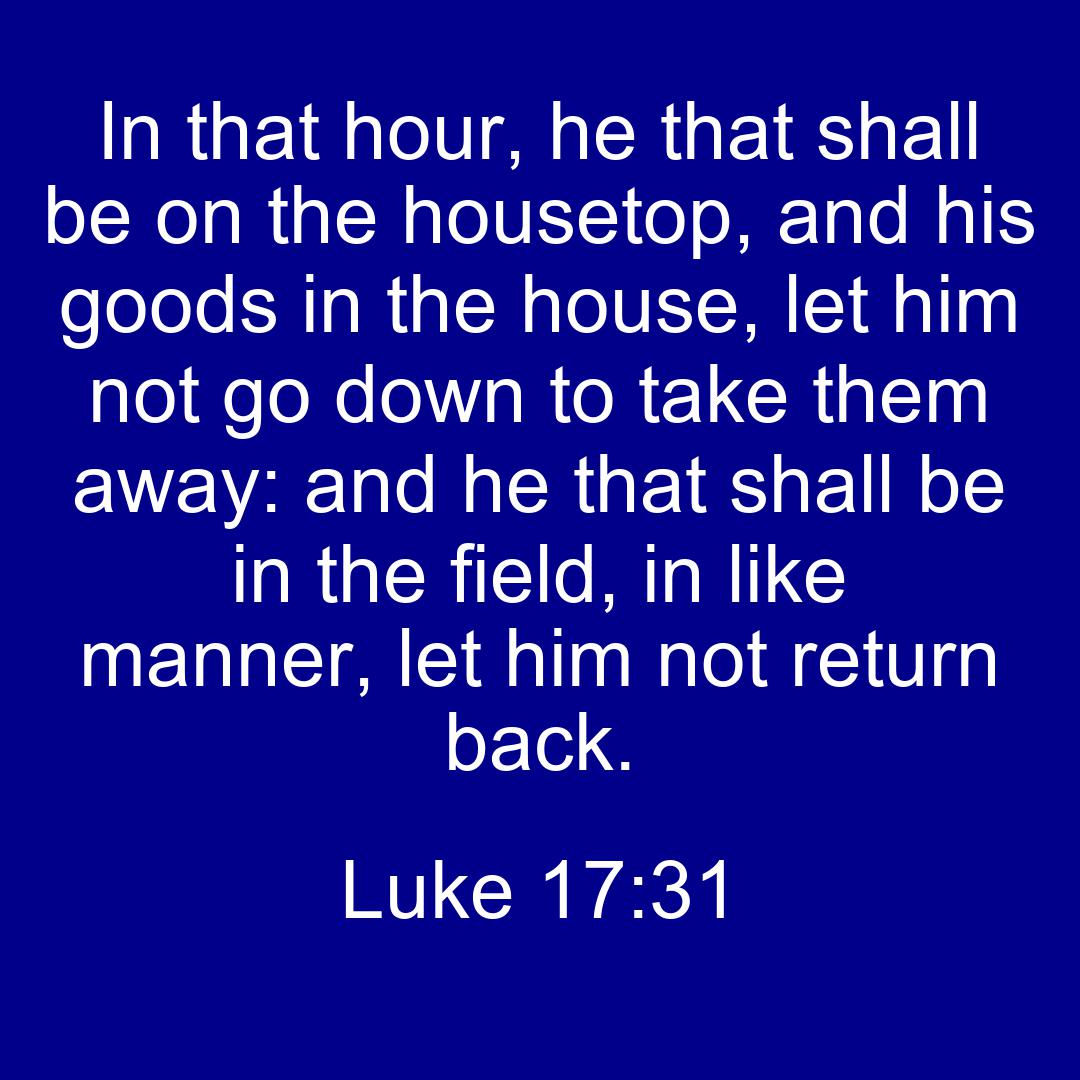 In that hour, he that shall
be on the housetop, and his
goods in the house, let him
not go down to take them
away: and he that shall be
in the field, in like
manner, let him not return
back.
Luke 17:31